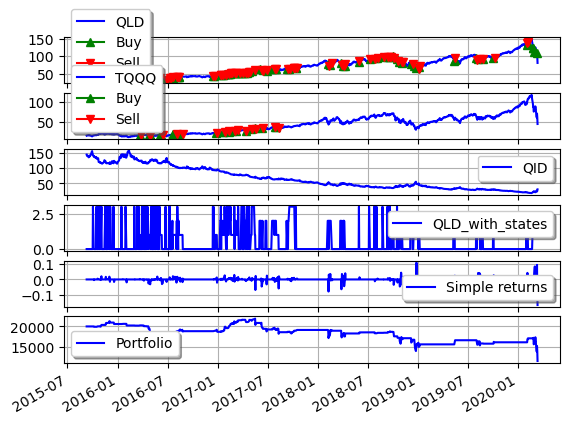 QLD
Buy
Sell
150
100
50
TQQQ
Buy
Sell
100
50
150
100
50
QID
2.5
0.0
QLD_with_states
0.1
0.0
−0.1
Simple returns
20000
15000
Portfolio
2015-07
2016-01
2016-07
2017-01
2017-07
2018-01
2018-07
2019-01
2019-07
2020-01